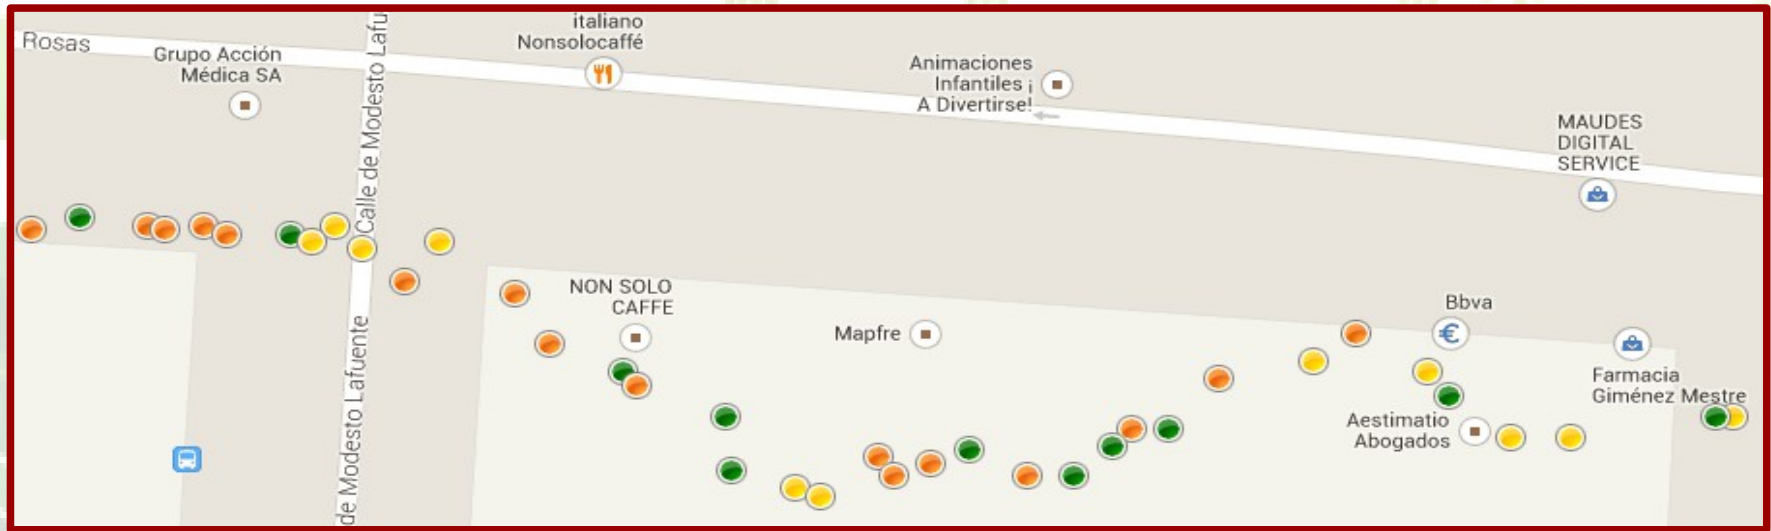 Rosas
Grupo Acción
Médica SA
Calle de Modesto Lafu
de Modesto Lafuente
italiano
Nonsolocaffé
Animaciones
Infantiles ¡
A Divertirse!
MAUDES
DIGITAL
SERVICE
NON SOLO
CAFFE
Mapfre
Bbva
€
Farmacia
Giménez Mestre
Aestimatio
Abogados